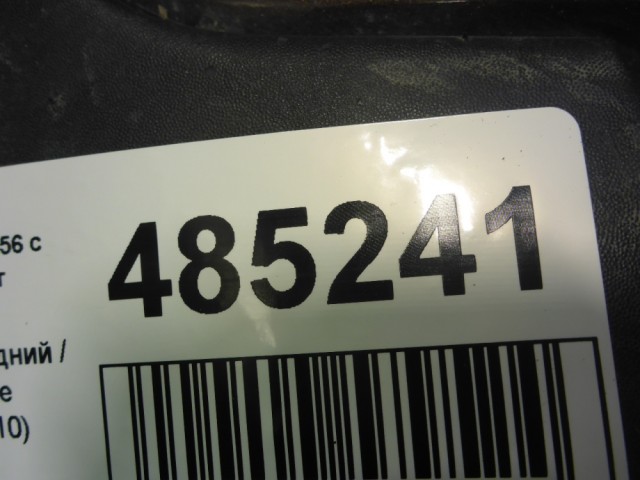 485241
56 с
г
дний /
е
10)